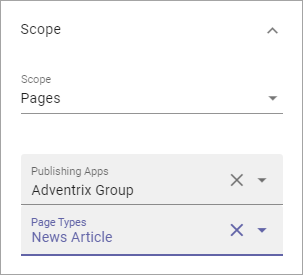 Scope
Scope
Pages
Publishing Apps
Adventrix Group
Page Types
News Article